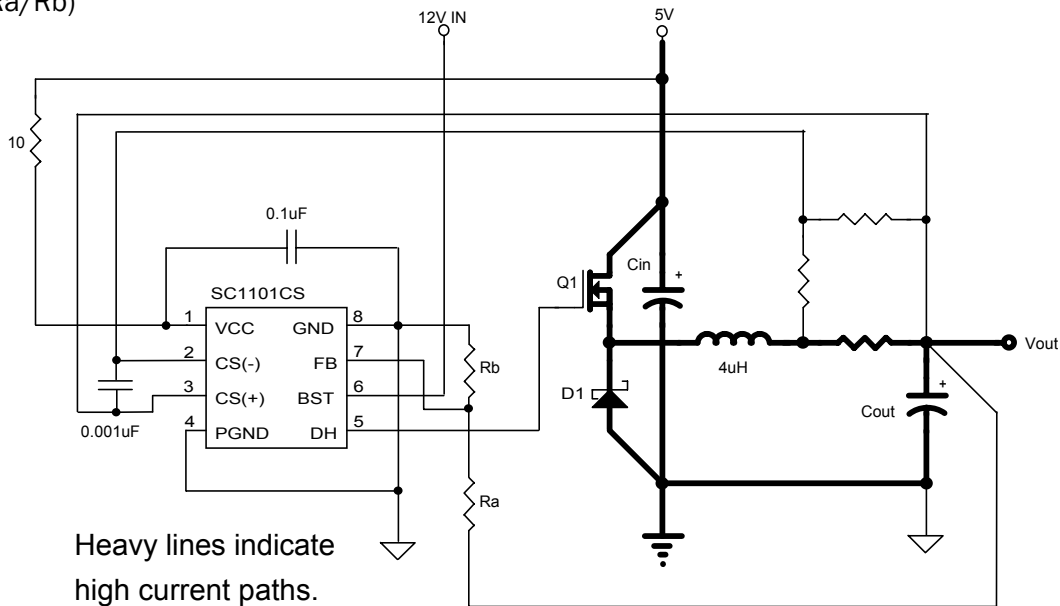 Ra/Rb)
12V IN
5V
10
0.1uF
Q1
Cin
+
SC1101CS
1 VCC GND 8
2 CS(-) FB 7
3 CS(+) BST 6
4 PGND DH 5
0.001uF
Rb
Ra
4uH
D1
Vout
+
Cout
Heavy lines indicate
high current paths.